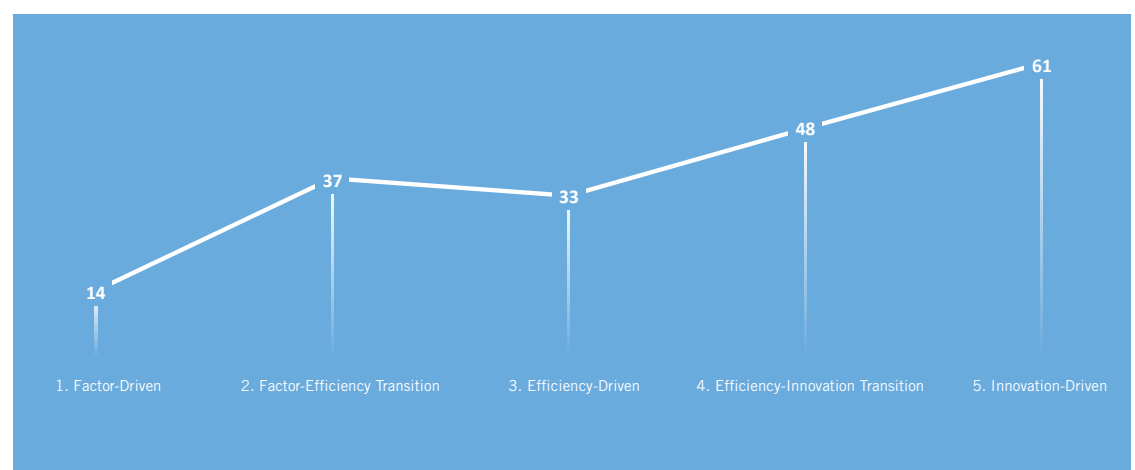 61
48
37
33
14
1. Factor-Driven
2. Factor-Efficiency Transition
3. Efficiency-Driven
4. Efficiency-Innovation Transition
5. Innovation-Driven